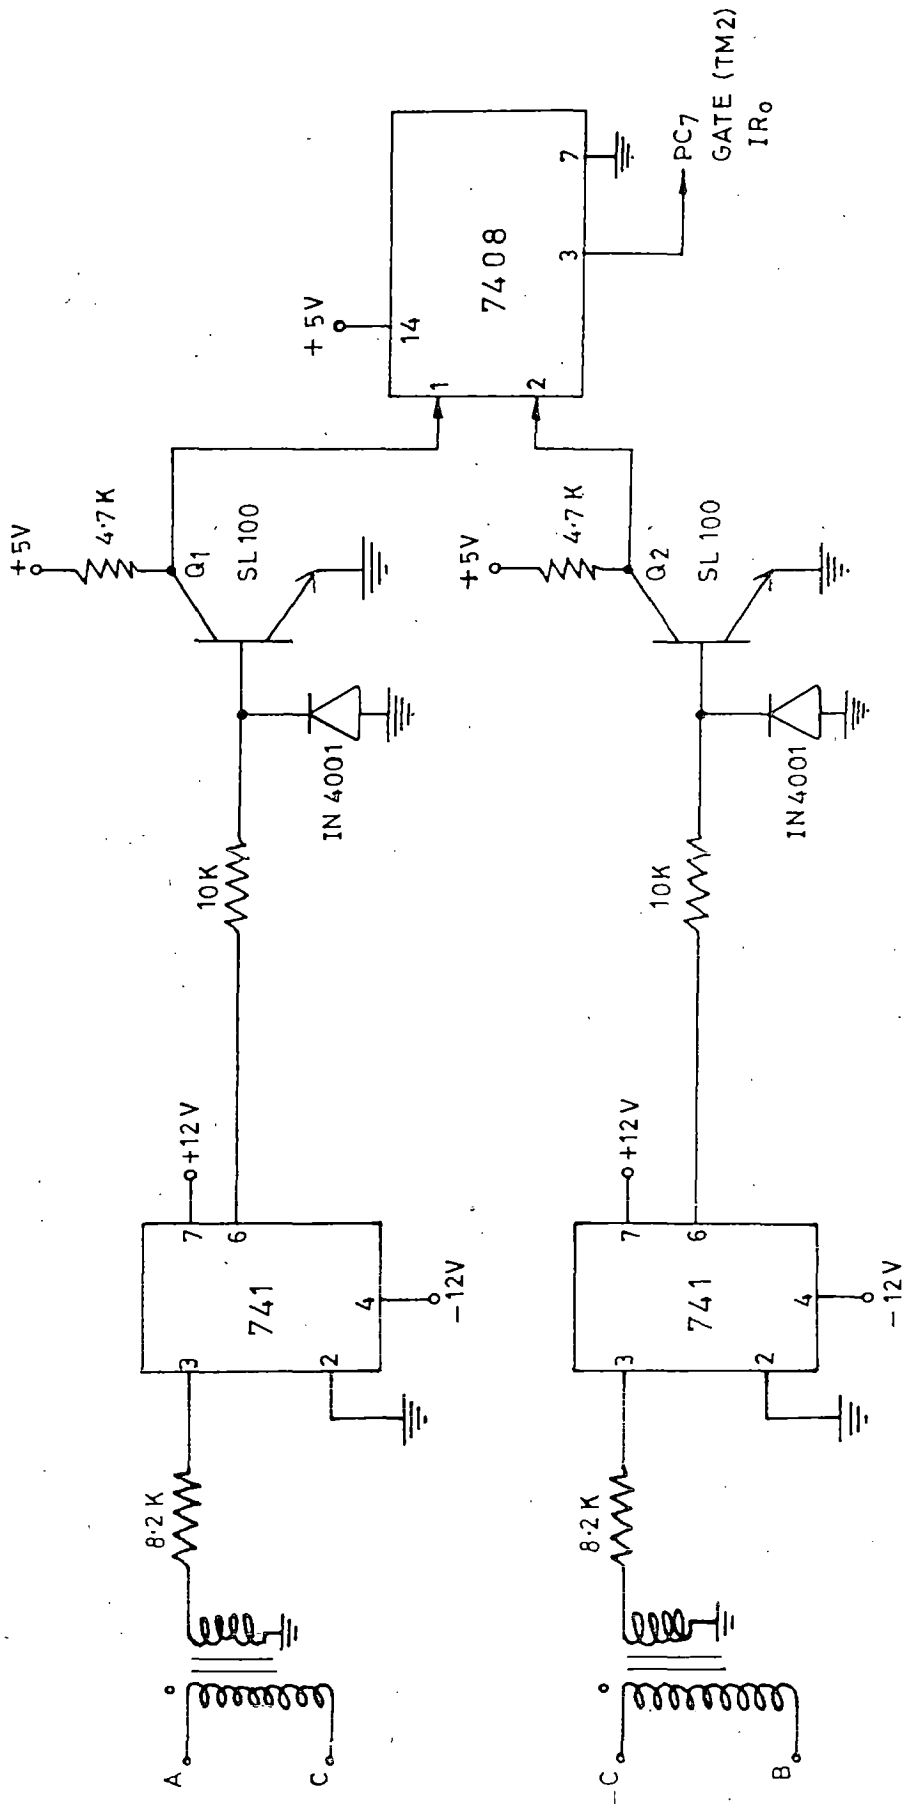 A
C
8.2K
3
2
741
7
6
4
+12V
-12V
10K
IN 4001
+5V
4.7K
Q1
SL100
C
B
8.2K
3
2
741
7
6
4
+12V
-12V
10K
IN4001
+5V
4.7K
Q2
SL100
+5V
14
1
2
7408
3
7
PC7
GATE (TM2)
IR0